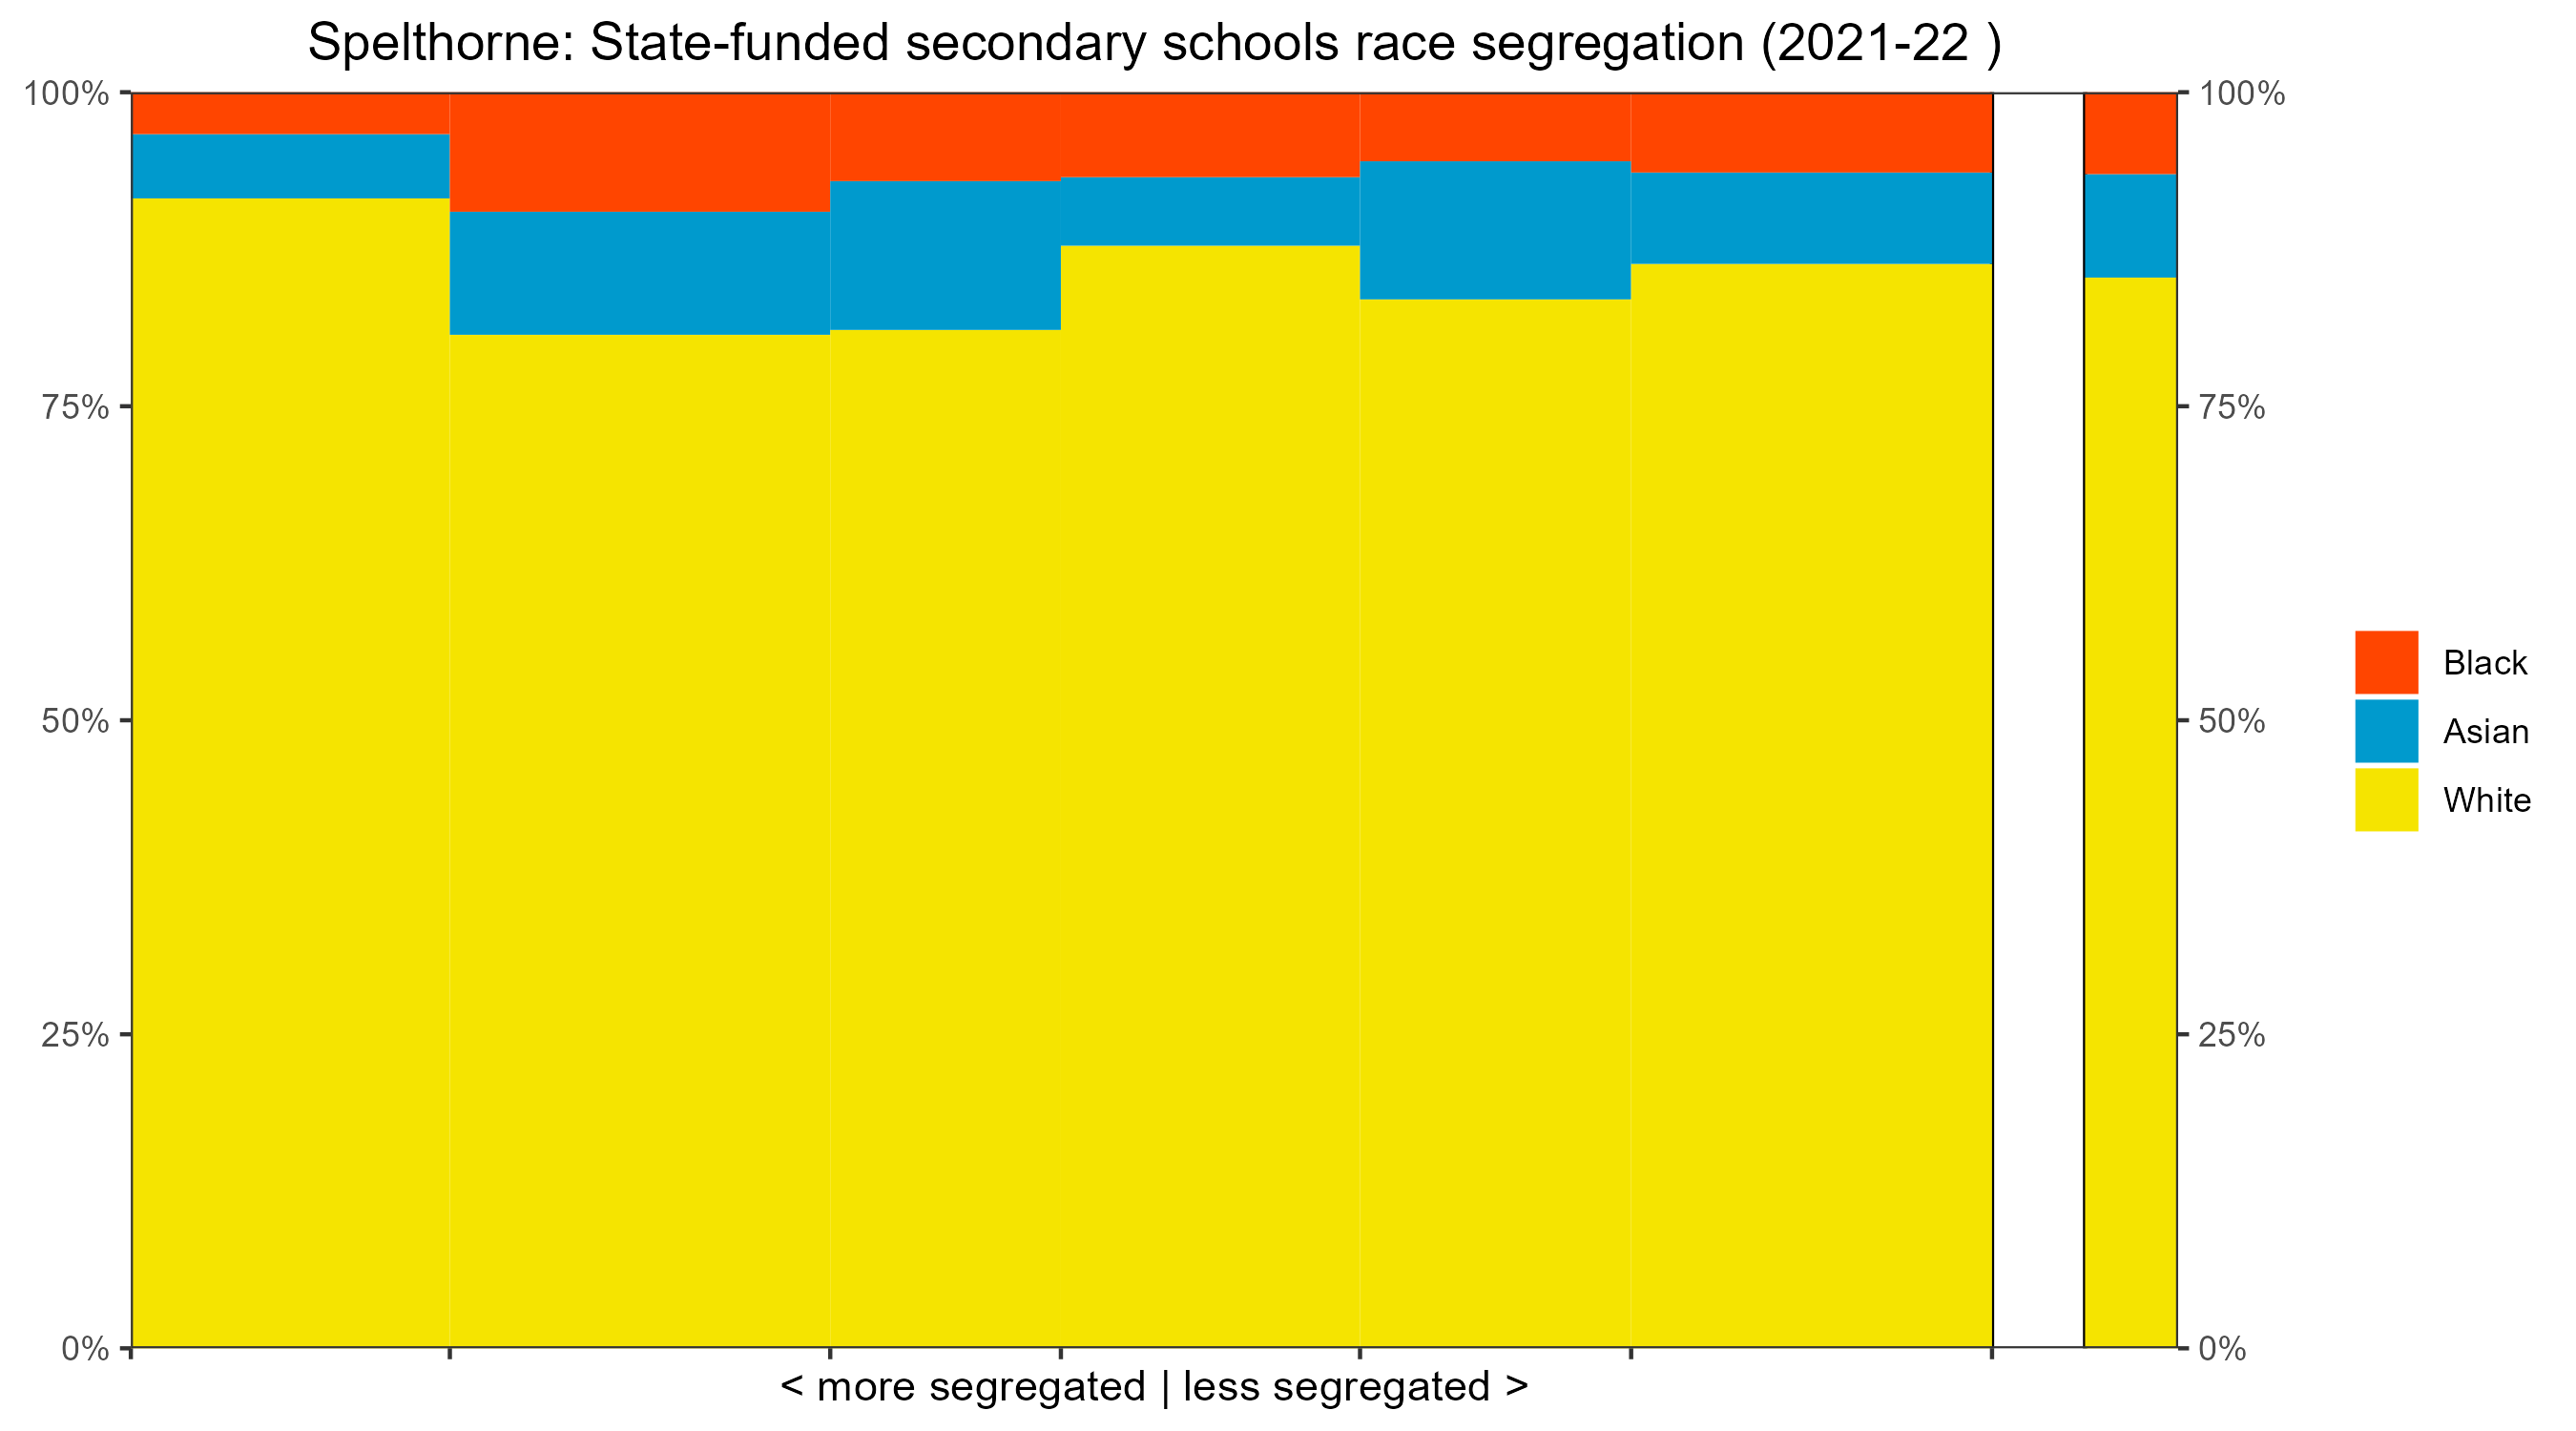 Spelthorne: State-funded secondary schools race segregation (2021-22 )
100%
75%
50%
25%
0%
100%
75%
50%
25%
0%
Black
Asian
White
< more segregated | less segregated >